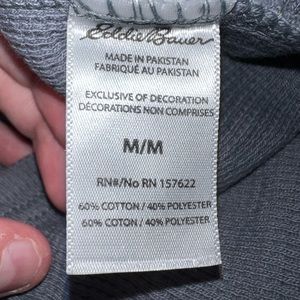 Eddie Bauer
MADE IN PAKISTAN
FABRIQUÉ AU PAKISTAN
EXCLUSIVE OF DECORATION
DÉCORATIONS NON COMPRISES
M/M
RN#/No RN 157622
60% COTTON / 40% POLYESTER
60% COTON / 40% POLYESTER